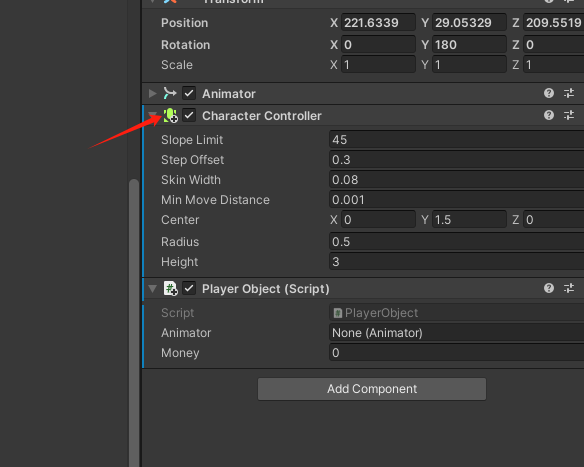 Transform
Position X 221.6339 Y 29.05329 Z 209.5519
Rotation X 0 Y 180 Z 0
Scale X 1 Y 1 Z 1
Animator
Character Controller
Slope Limit 45
Step Offset 0.3
Skin Width 0.08
Min Move Distance 0.001
Center X 0 Y 1.5 Z 0
Radius 0.5
Height 3
# Player Object (Script)
Script # PlayerObject
Animator None (Animator)
Money 0
Add Component